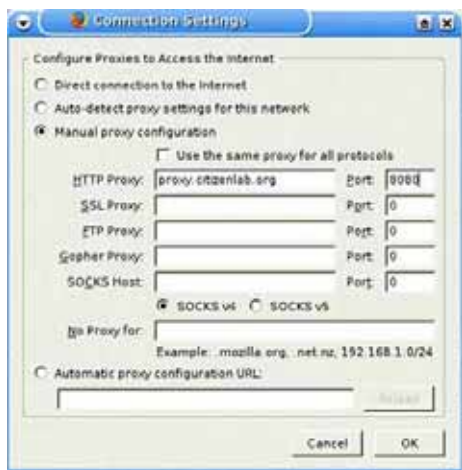 Connection Settings
Configure Proxies to Access the Internet
Direct connection to the Internet
Auto-detect proxy settings for this network
Manual proxy configuration
Use the same proxy for all protocols
HTTP Proxy: proxy.citizenlab.org Port: 8080
SSL Proxy: Port: 0
FTP Proxy: Port: 0
Gopher Proxy: Port: 0
SOCKS Host: Port: 0
SOCKS v4 SOCKS v5
No Proxy for:
Example: .mozilla.org, .net.nz, 192.168.1.0/24
Automatic proxy configuration URL:
Reload
Cancel OK